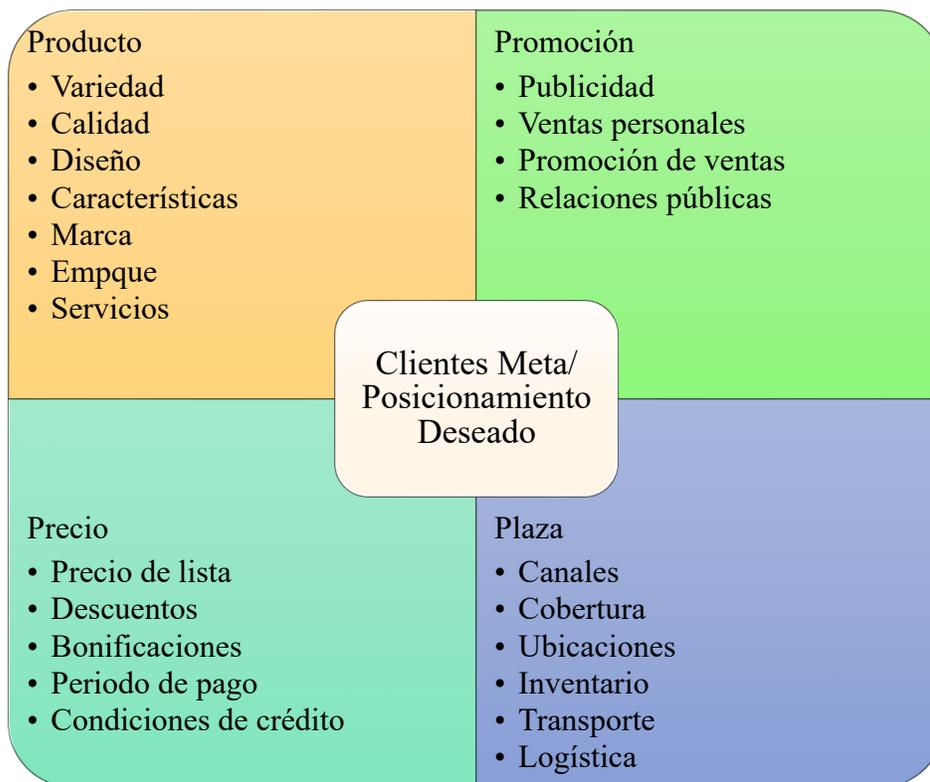 Producto
• Variedad
• Calidad
• Diseño
• Características
• Marca
• Empque
• Servicios
Promoción
• Publicidad
• Ventas personales
• Promoción de ventas
• Relaciones públicas
Clientes Meta/
Posicionamiento
Deseado
Precio
• Precio de lista
• Descuentos
• Bonificaciones
• Periodo de pago
• Condiciones de crédito
Plaza
• Canales
• Cobertura
• Ubicaciones
• Inventario
• Transporte
• Logística